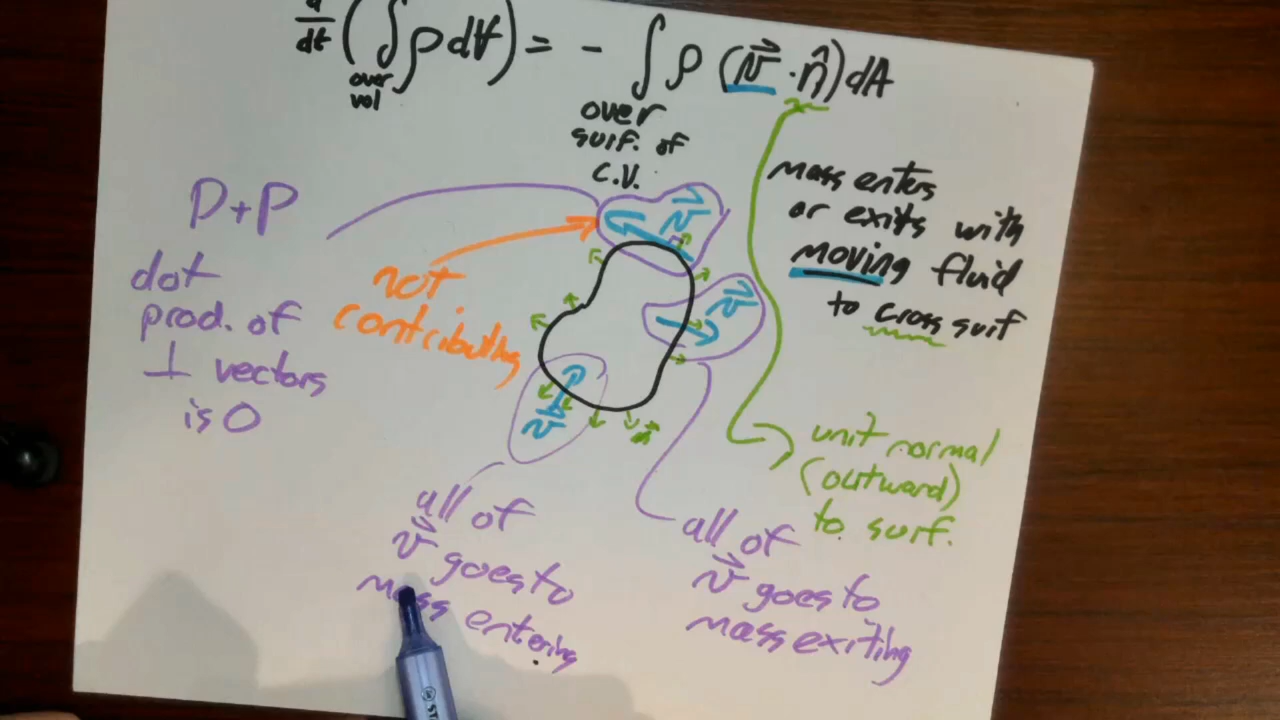 d/dt (∫ρ dV) = - ∫ρ (v⃗ · n̂) dA
over
vol
over
surf. of
C.V.
mass enters
or exits with
moving fluid
to cross surf
P+P
dot
prod. of
⊥ vectors
is 0
not
contributing
v⃗
v⃗
v⃗
n⃗
unit normal
(outward)
to surf.
all of
v⃗ goes to
mass entering
all of
v⃗ goes to
mass exiting